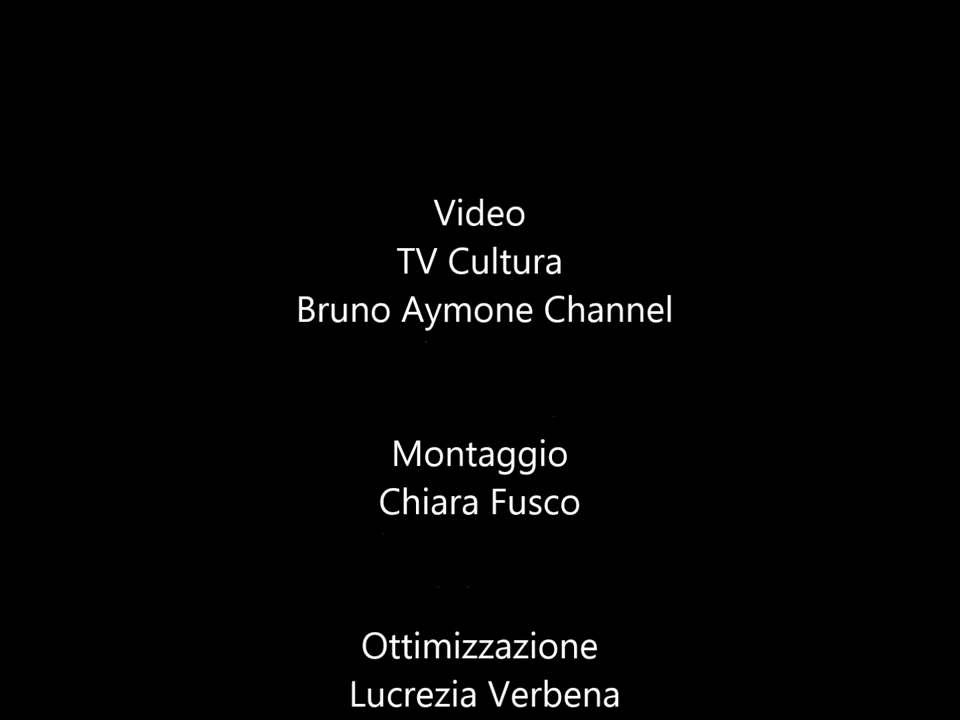 Video
TV Cultura
Bruno Aymone Channel
Montaggio
Chiara Fusco
Ottimizzazione
Lucrezia Verbena